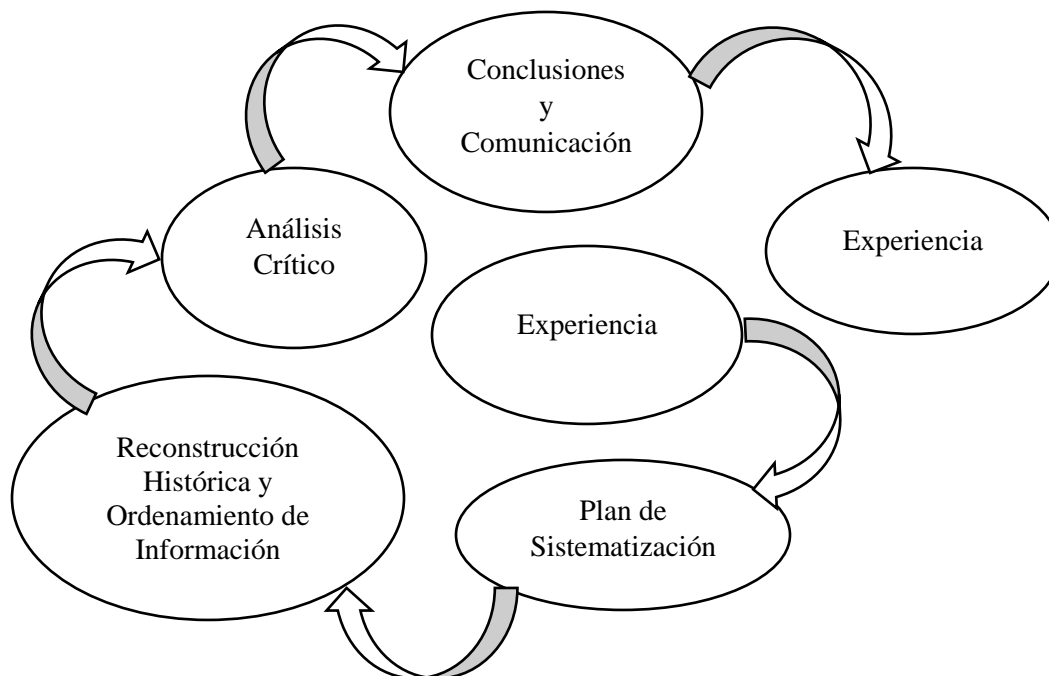 Conclusiones
y
Comunicación
Análisis
Crítico
Experiencia
Experiencia
Reconstrucción
Histórica y
Ordenamiento de
Información
Plan de
Sistematización